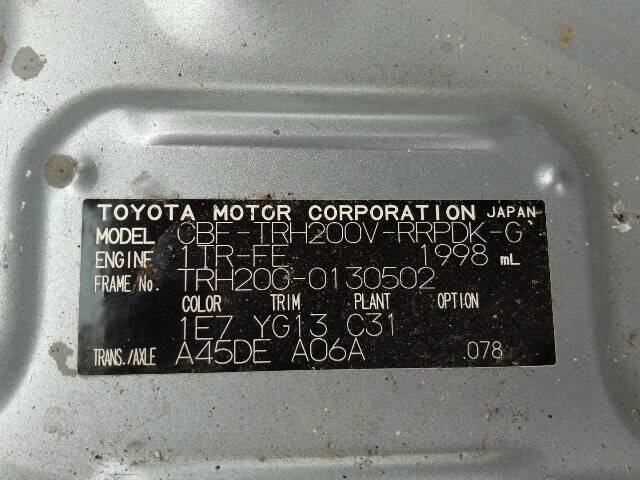 TOYOTA MOTOR CORPORATION JAPAN
MODEL CBF-TRH200V-RRPDK-G
ENGINE 1TR-FE 1998 mL
FRAME No. TRH200-0130502
COLOR TRIM PLANT OPTION
1E7 YG13 C31
TRANS./AXLE A45DE A06A .078